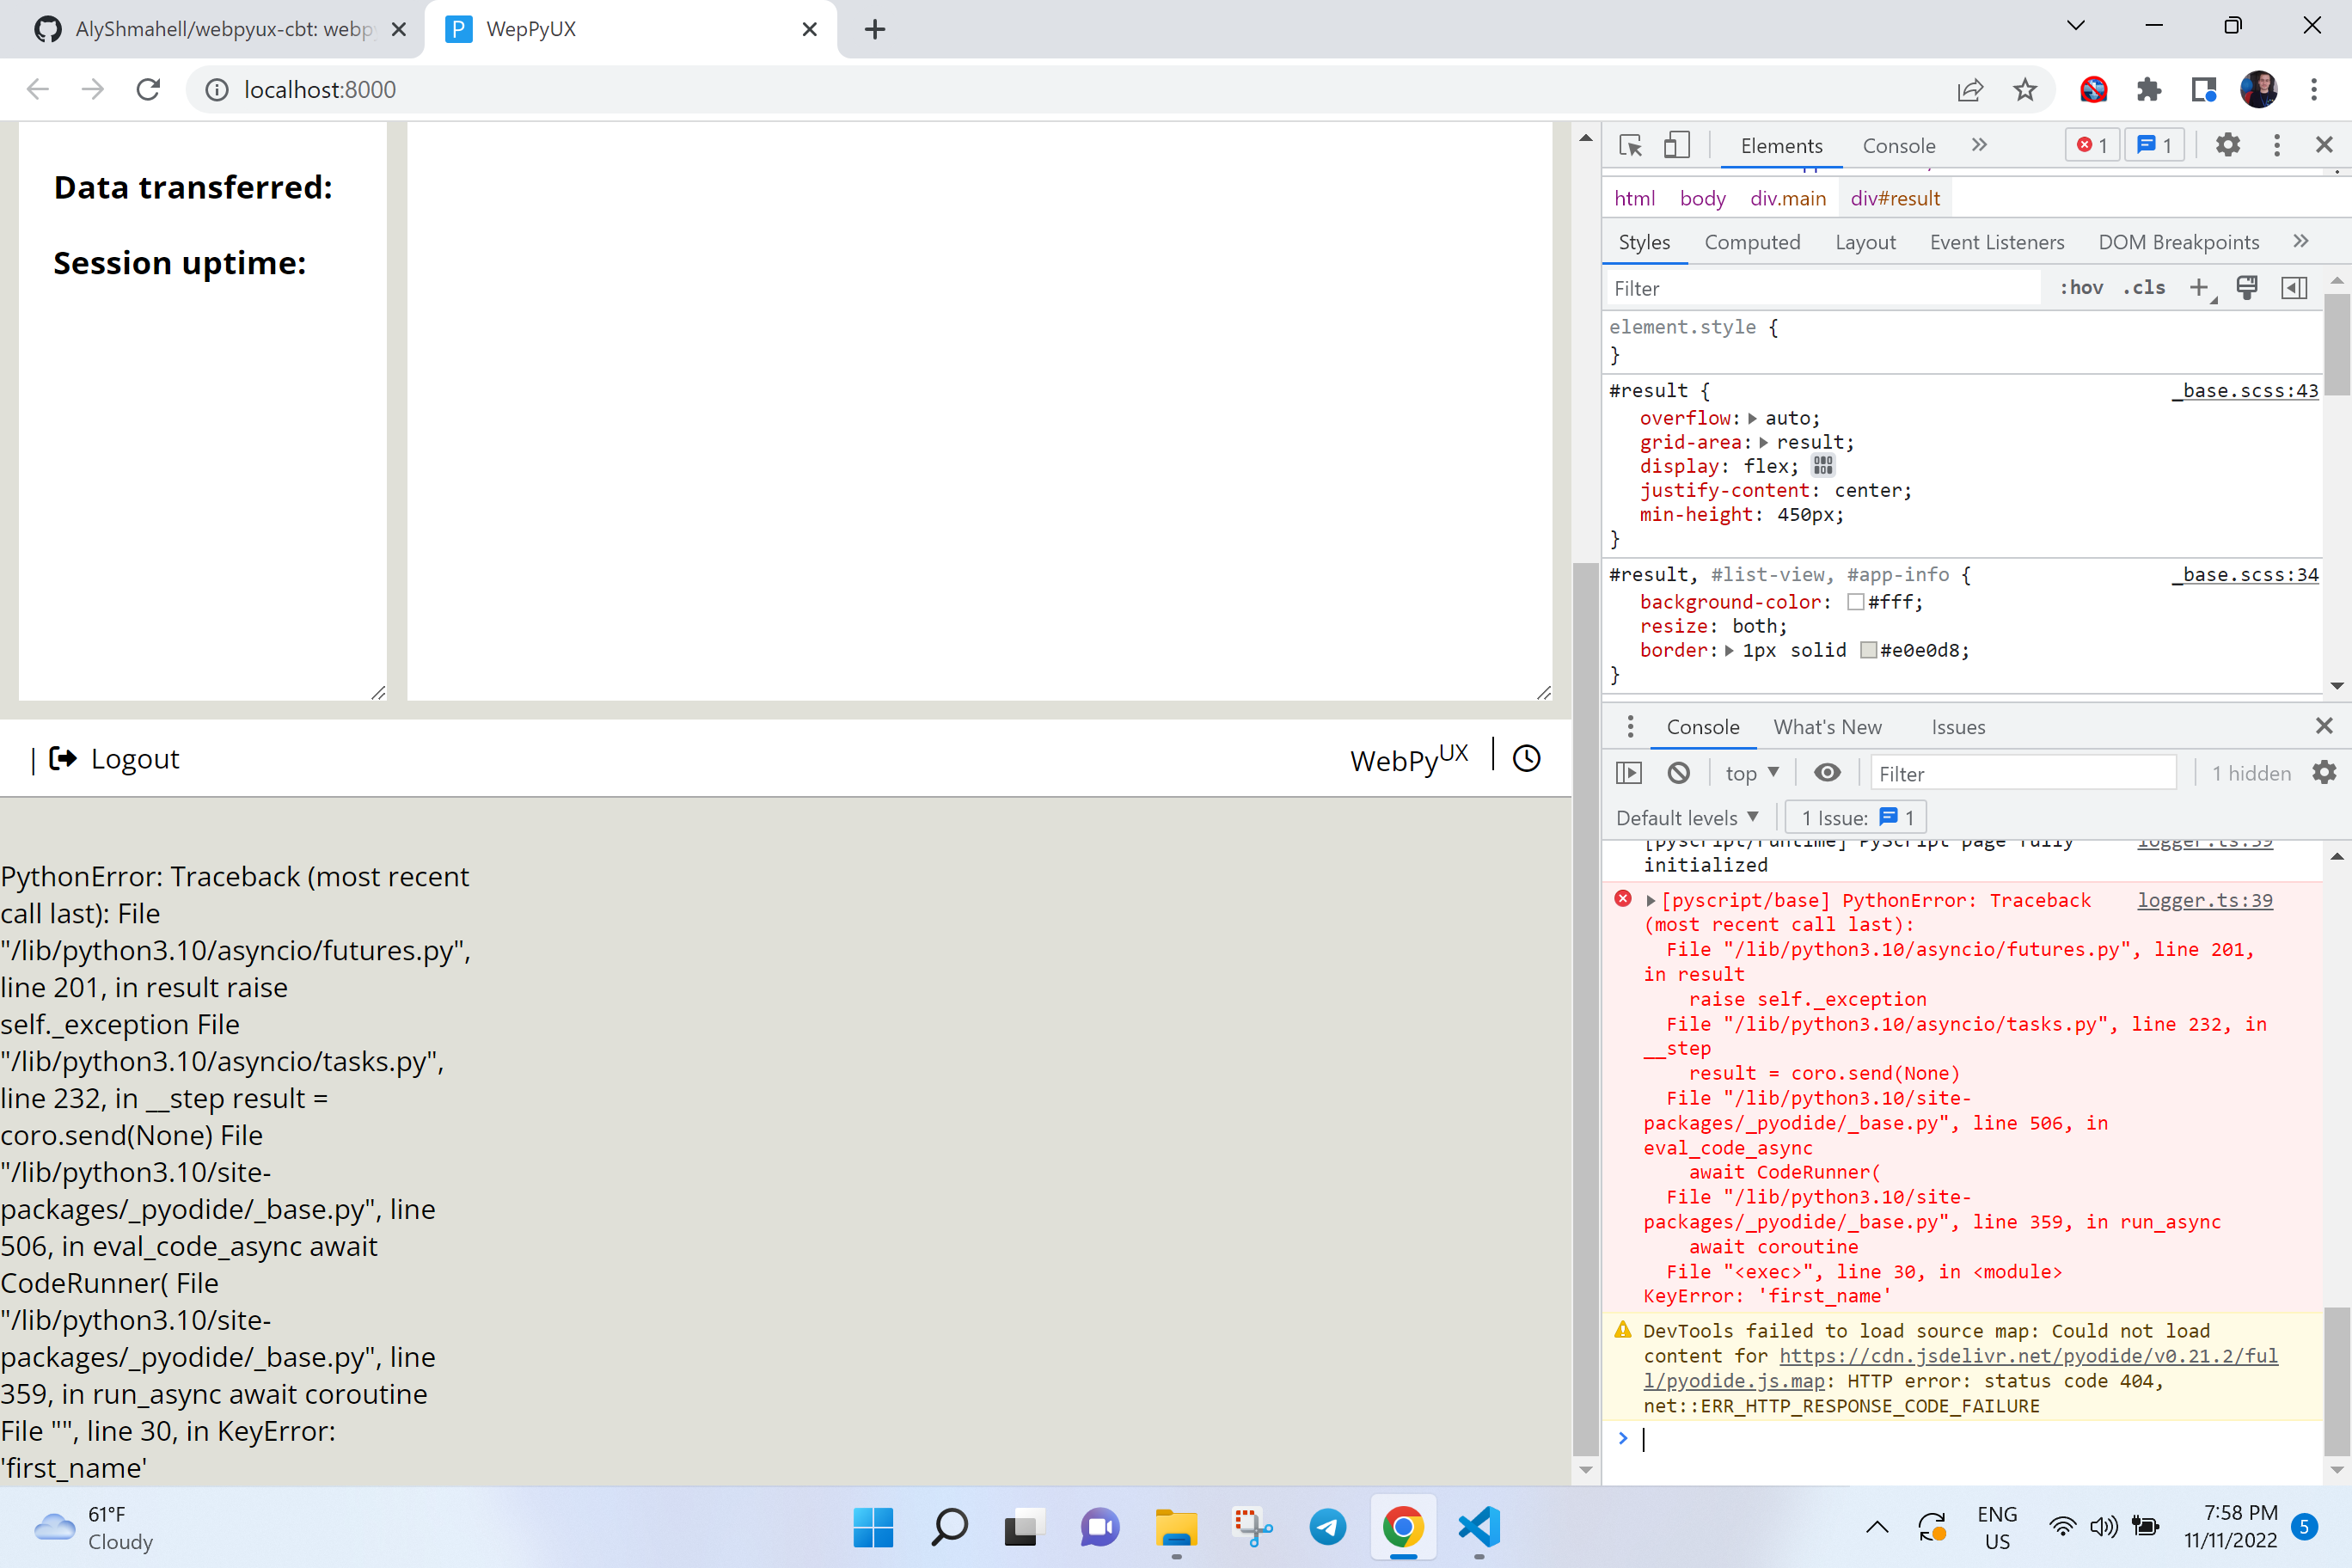 AlyShmahell/webpyux-cbt: webpy
WepPyUX
localhost:8000
Data transferred:
Session uptime:
| Logout
WebPyUX |
PythonError: Traceback (most recent
call last): File
"/lib/python3.10/asyncio/futures.py",
line 201, in result raise
self._exception File
"/lib/python3.10/asyncio/tasks.py",
line 232, in __step result =
coro.send(None) File
"/lib/python3.10/site-
packages/_pyodide/_base.py", line
506, in eval_code_async await
CodeRunner( File
"/lib/python3.10/site-
packages/_pyodide/_base.py", line
359, in run_async await coroutine
File "", line 30, in KeyError:
'first_name'
Elements Console 1 1
html body div.main div#result
Styles Computed Layout Event Listeners DOM Breakpoints
Filter :hov .cls
element.style {
}
#result { _base.scss:43
overflow: auto;
grid-area: result;
display: flex;
justify-content: center;
min-height: 450px;
}
#result, #list-view, #app-info { _base.scss:34
background-color: #fff;
resize: both;
border: 1px solid #e0e0d8;
}
Console What's New Issues
top Filter 1 hidden
Default levels 1 Issue: 1
[pyscript/runtime] PyScript page fully logger.ts:39
initialized
[pyscript/base] PythonError: Traceback logger.ts:39
(most recent call last):
File "/lib/python3.10/asyncio/futures.py", line 201,
in result
raise self._exception
File "/lib/python3.10/asyncio/tasks.py", line 232, in
__step
result = coro.send(None)
File "/lib/python3.10/site-
packages/_pyodide/_base.py", line 506, in
eval_code_async
await CodeRunner(
File "/lib/python3.10/site-
packages/_pyodide/_base.py", line 359, in run_async
await coroutine
File "<exec>", line 30, in <module>
KeyError: 'first_name'
DevTools failed to load source map: Could not load
content for https://cdn.jsdelivr.net/pyodide/v0.21.2/ful
l/pyodide.js.map: HTTP error: status code 404,
net::ERR_HTTP_RESPONSE_CODE_FAILURE
61°F
Cloudy
ENG
US
7:58 PM
11/11/2022
5